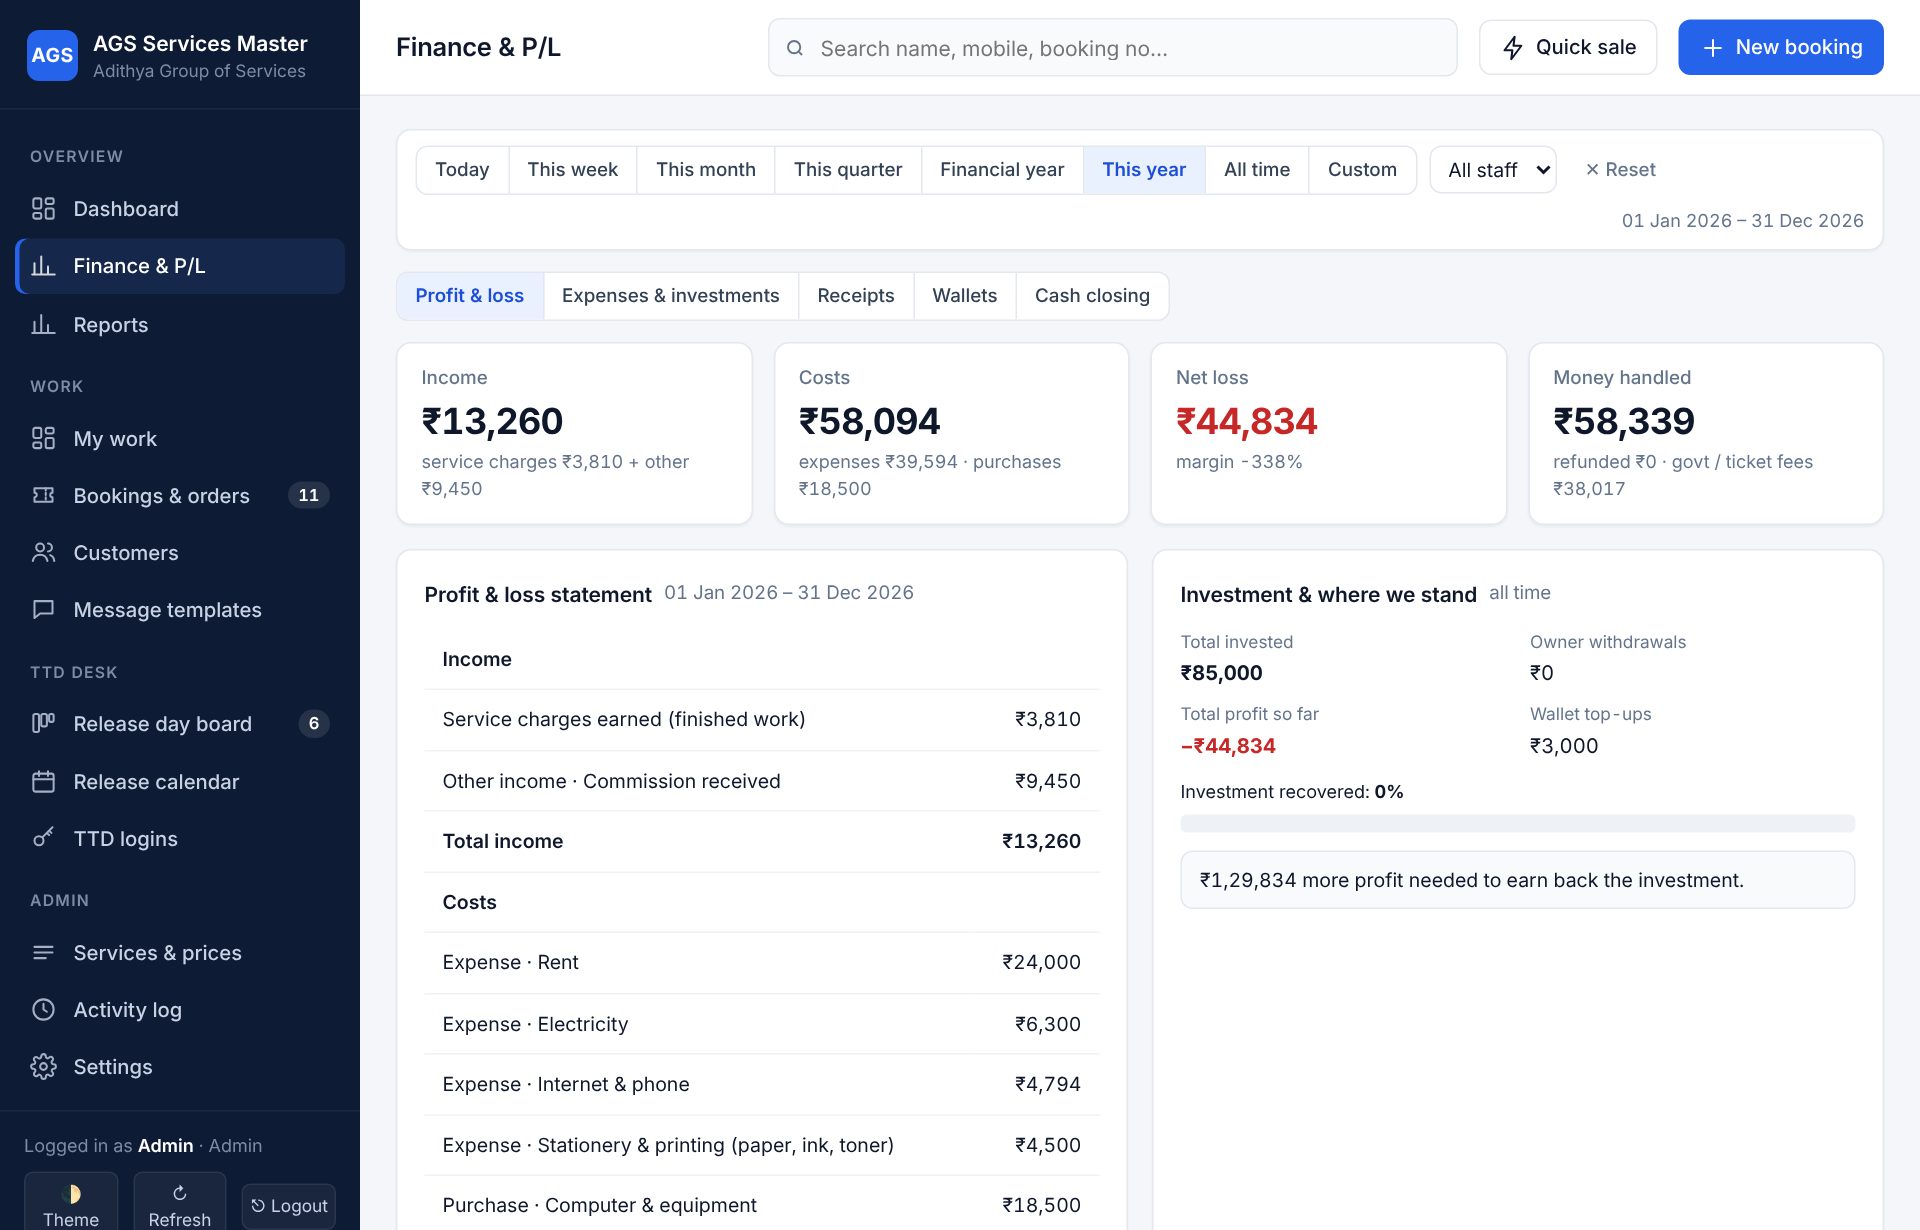 AGS
AGS Services Master
Adithya Group of Services
OVERVIEW
Dashboard
Finance & P/L
Reports
WORK
My work
Bookings & orders 11
Customers
Message templates
TTD DESK
Release day board 6
Release calendar
TTD logins
ADMIN
Services & prices
Activity log
Settings
Logged in as Admin · Admin
Theme
Refresh
Logout
Finance & P/L
Search name, mobile, booking no...
Quick sale
New booking
Today This week This month This quarter Financial year This year All time Custom All staff × Reset
01 Jan 2026 – 31 Dec 2026
Profit & loss Expenses & investments Receipts Wallets Cash closing
Income
₹13,260
service charges ₹3,810 + other
₹9,450
Costs
₹58,094
expenses ₹39,594 · purchases
₹18,500
Net loss
₹44,834
margin -338%
Money handled
₹58,339
refunded ₹0 · govt / ticket fees
₹38,017
Profit & loss statement 01 Jan 2026 – 31 Dec 2026
Income
Service charges earned (finished work) ₹3,810
Other income · Commission received ₹9,450
Total income ₹13,260
Costs
Expense · Rent ₹24,000
Expense · Electricity ₹6,300
Expense · Internet & phone ₹4,794
Expense · Stationery & printing (paper, ink, toner) ₹4,500
Purchase · Computer & equipment ₹18,500
Investment & where we stand all time
Total invested Owner withdrawals
₹85,000 ₹0
Total profit so far Wallet top-ups
−₹44,834 ₹3,000
Investment recovered: 0%
₹1,29,834 more profit needed to earn back the investment.